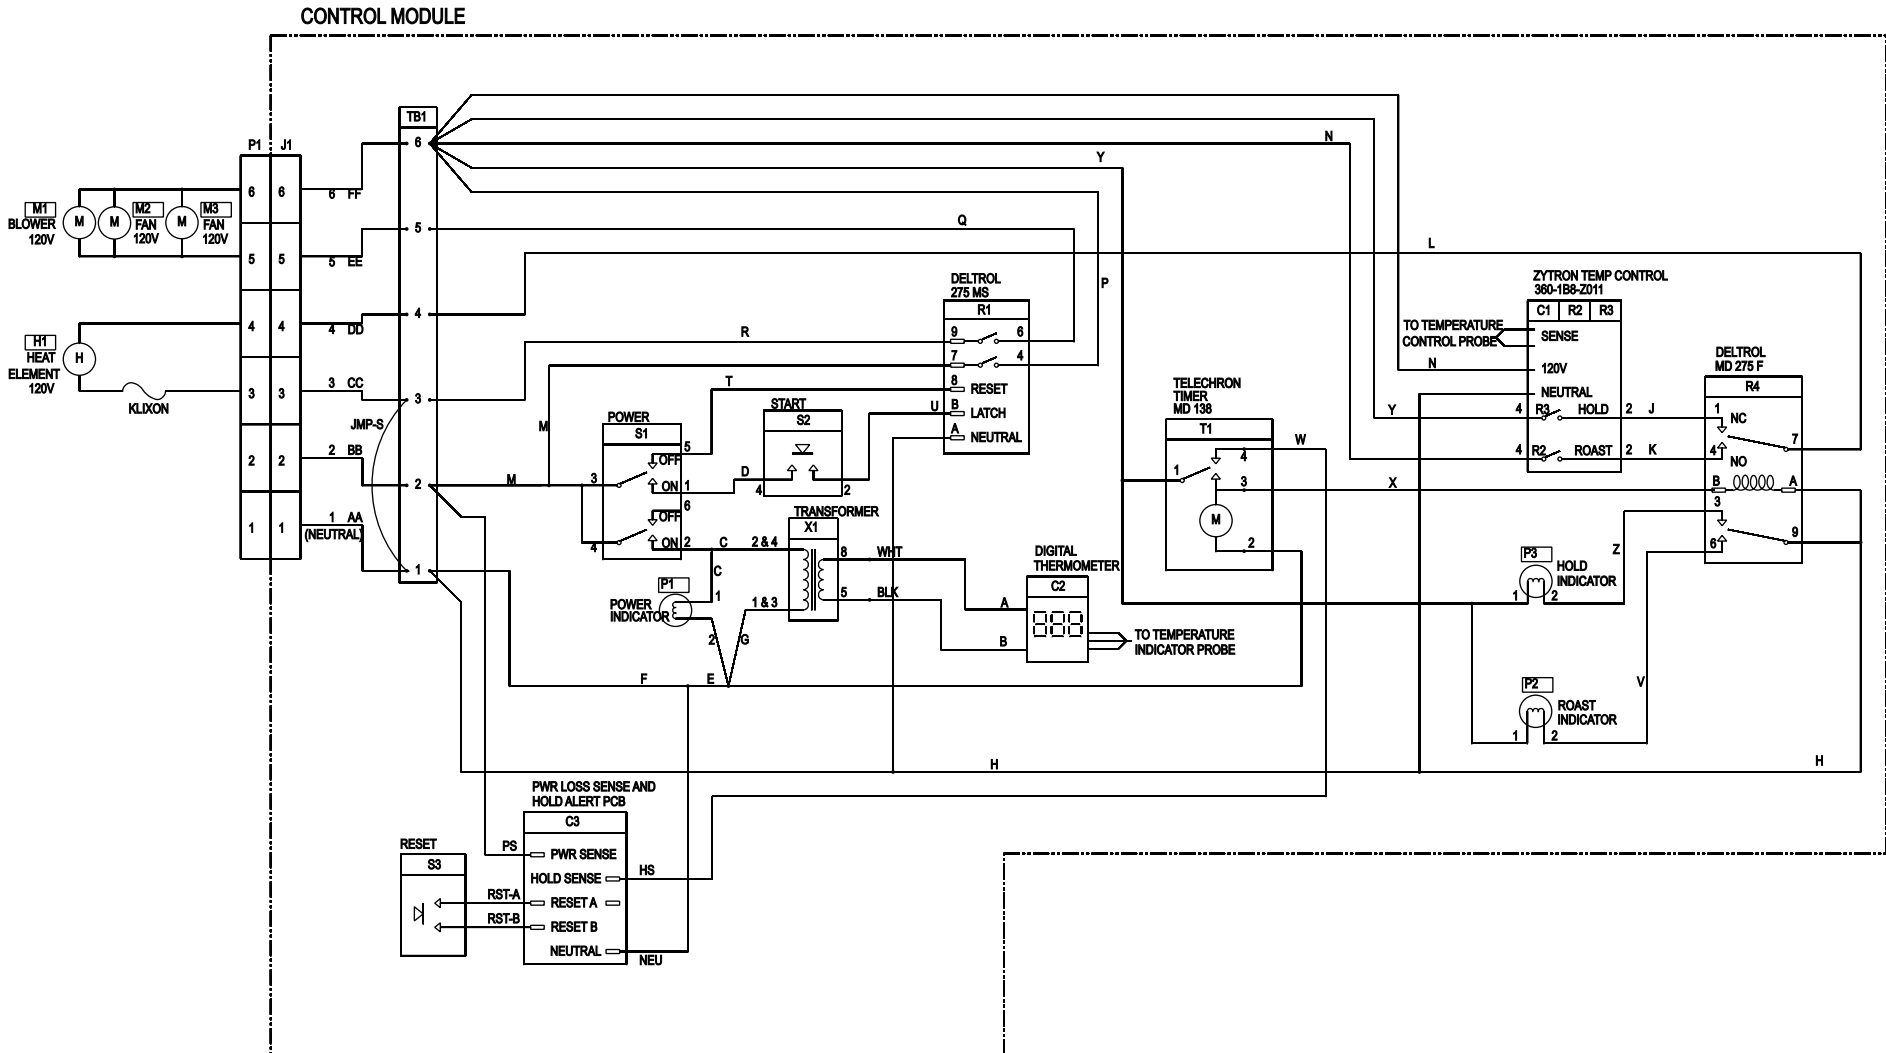 CONTROL MODULE
TB1
6
5
4
3
2
1
P1 J1
6 6
5 5
4 4
3 3
2 2
1 1
6 FF
5 EE
4 DD
3 CC
2 BB
1 AA
(NEUTRAL)
JMP-S
M1
BLOWER
120V
M
M
M2
FAN
120V
M
M3
FAN
120V
H1
HEAT
ELEMENT
120V
H
KLIXON
N
Y
Q
L
P
R
M
T
U
M
D
DELTROL
275 MS
R1
9 6
7 4
8 RESET
B LATCH
A NEUTRAL
POWER
S1
OFF 5
3
ON 1
OFF 6
4
ON 2
START
S2
4 2
C
C
TRANSFORMER
X1
2 & 4
1 & 3
8 WHT
5 BLK
P1
POWER
INDICATOR
1
2
G
F
E
DIGITAL
THERMOMETER
C2
A
B
TO TEMPERATURE
INDICATOR PROBE
TELECHRON
TIMER
MD 138
T1
1
4
3
M
2
W
X
Y
N
ZYTRON TEMP CONTROL
360-1B8-Z011
C1 R2 R3
TO TEMPERATURE
CONTROL PROBE
SENSE
120V
NEUTRAL
4 R3 HOLD 2 J
4 R2 ROAST 2 K
DELTROL
MD 275 F
R4
1 NC
7
4
NO
B A
3
9
6
Z
P3
HOLD
INDICATOR
1 2
V
P2
ROAST
INDICATOR
1 2
H
H
PWR LOSS SENSE AND
HOLD ALERT PCB
C3
PS PWR SENSE
HOLD SENSE HS
RST-A RESET A
RST-B RESET B
NEUTRAL
NEU
RESET
S3